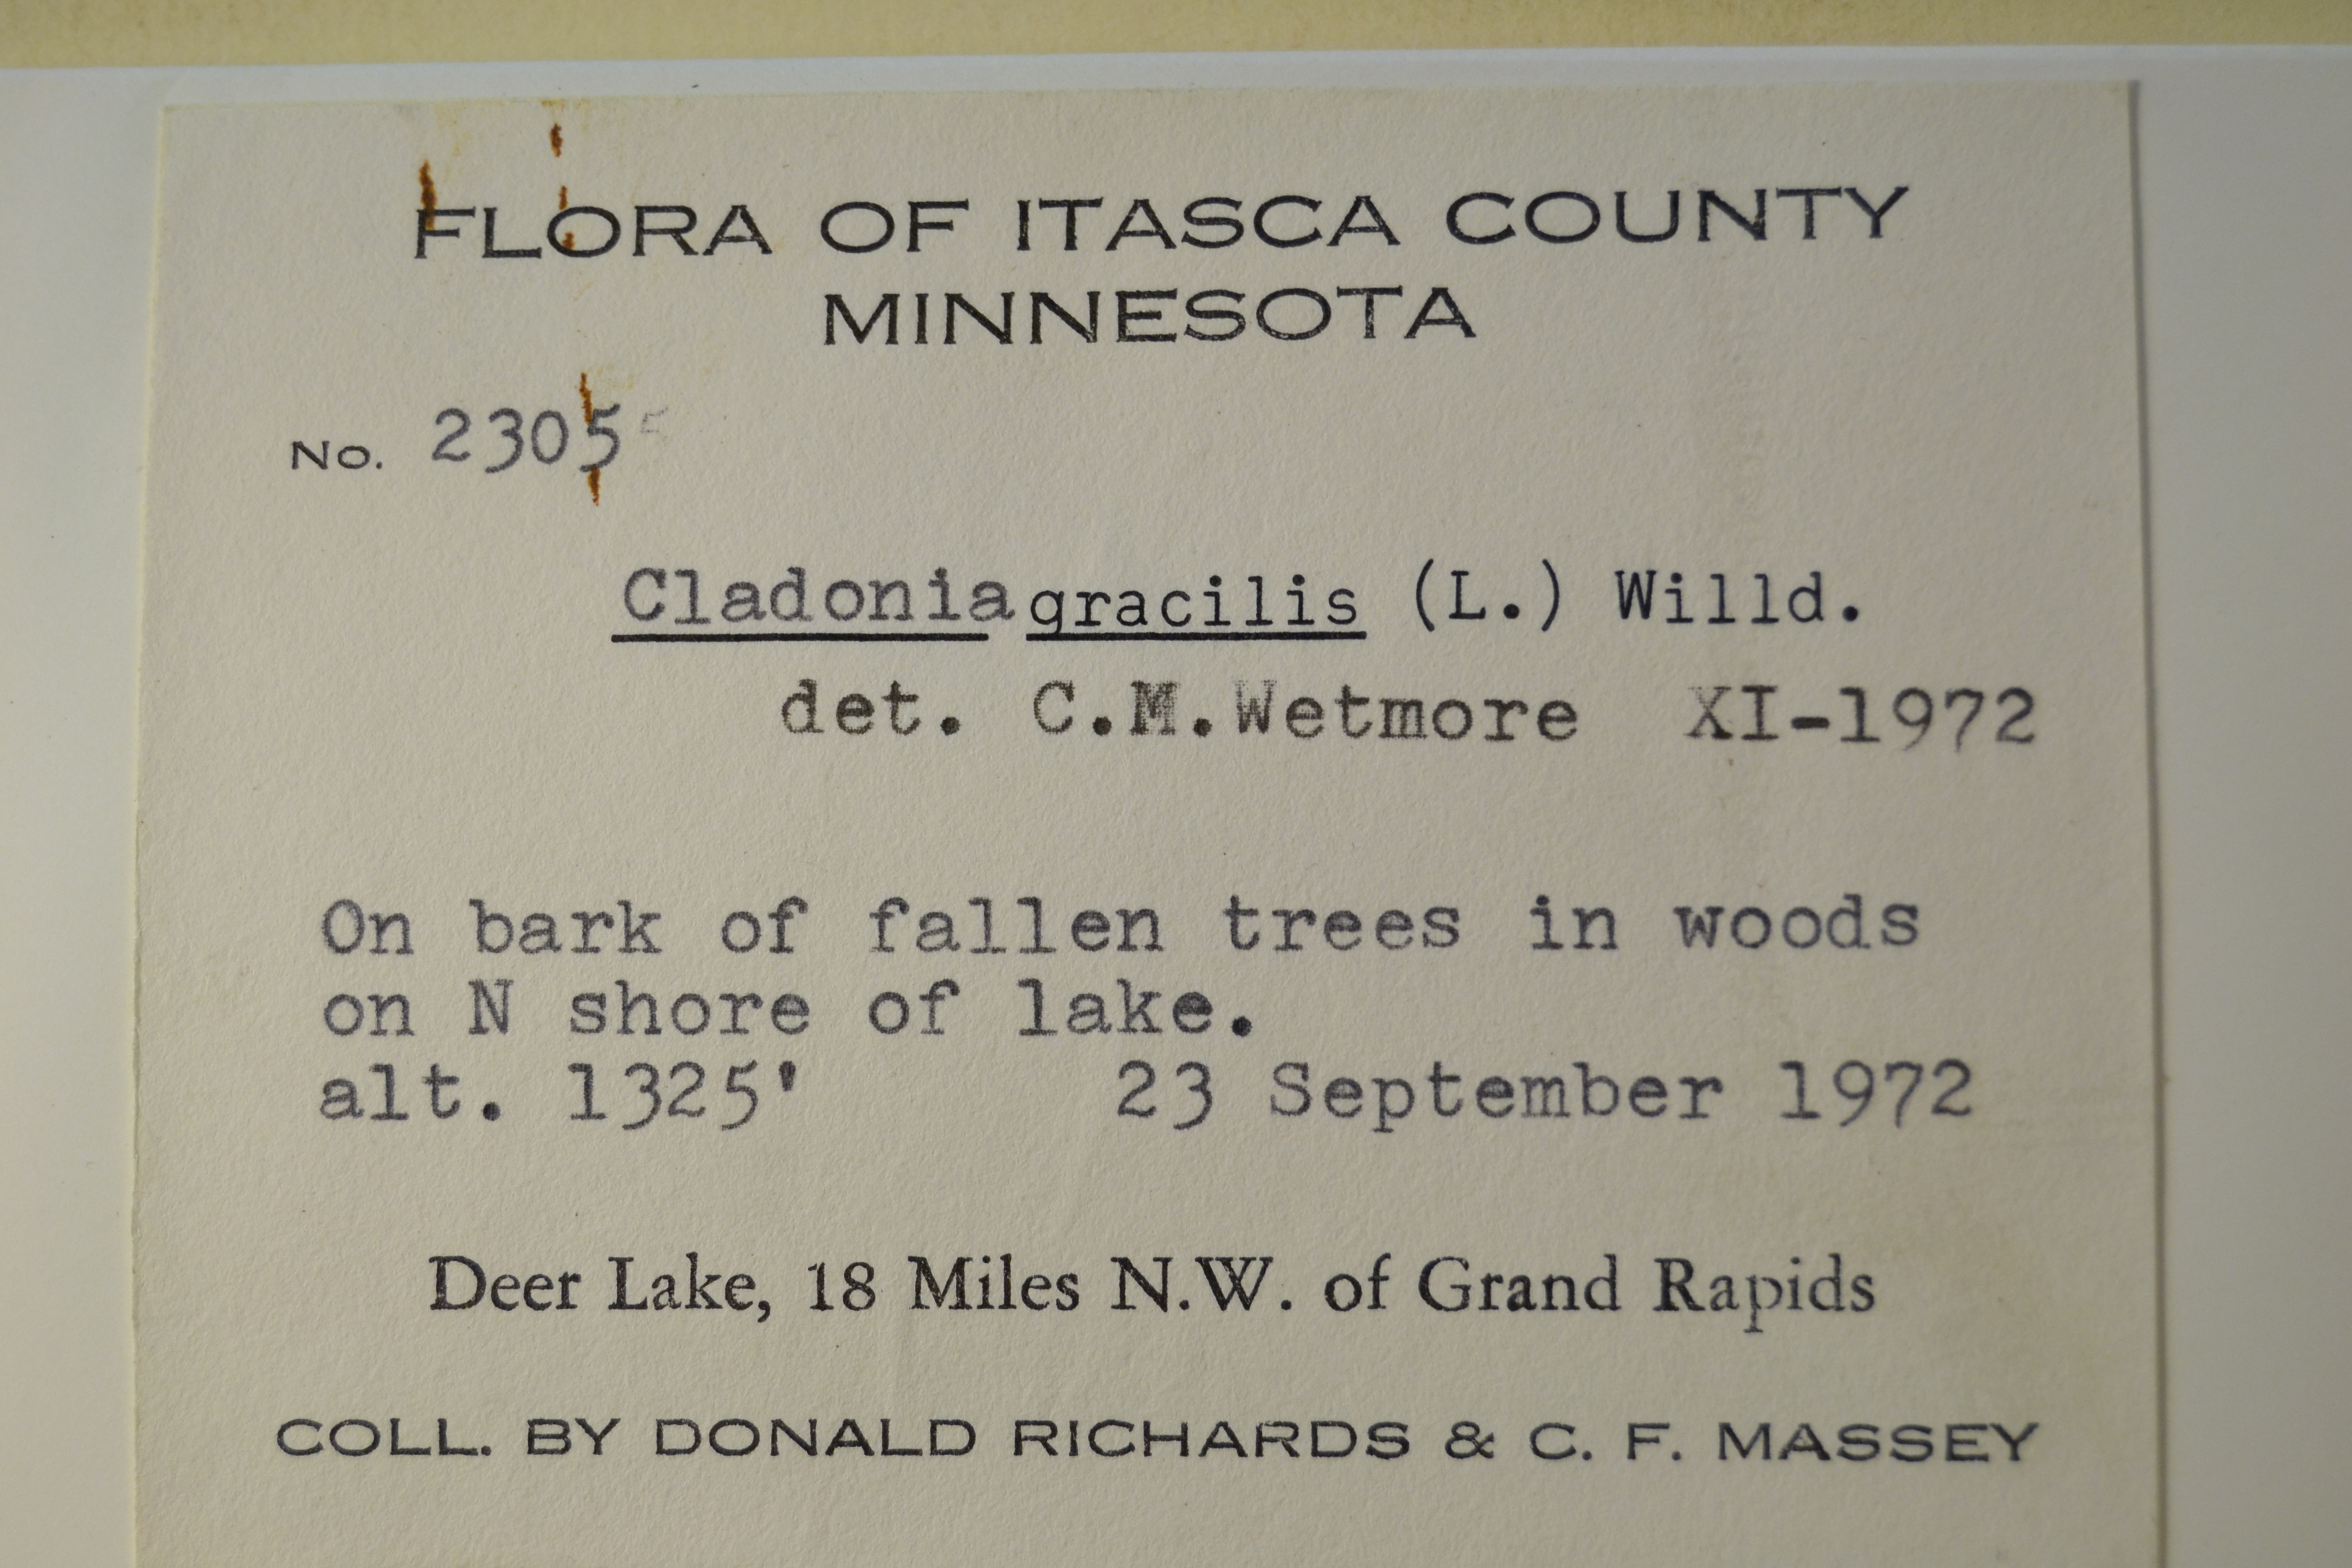 FLORA OF ITASCA COUNTY
MINNESOTA
No. 2305
Cladonia gracilis (L.) Willd.
det. C.M.Wetmore XI-1972
On bark of fallen trees in woods
on N shore of lake.
alt. 1325' 23 September 1972
Deer Lake, 18 Miles N.W. of Grand Rapids
COLL. BY DONALD RICHARDS & C. F. MASSEY